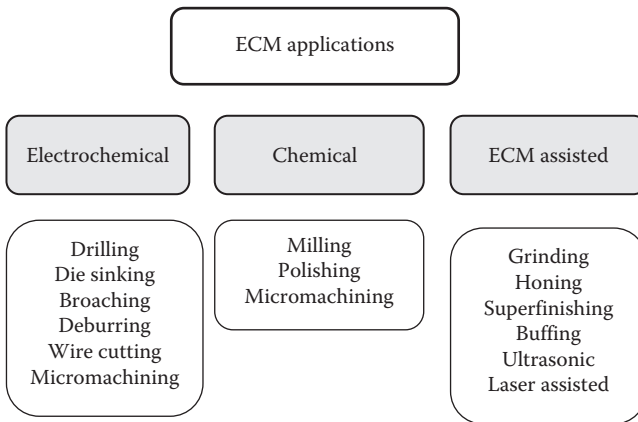 ECM applications
Electrochemical
Chemical
ECM assisted
Drilling
Die sinking
Broaching
Deburring
Wire cutting
Micromachining
Milling
Polishing
Micromachining
Grinding
Honing
Superfinishing
Buffing
Ultrasonic
Laser assisted